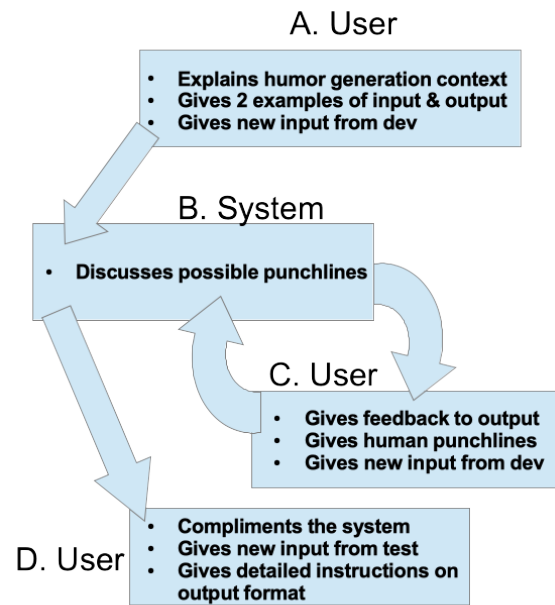 A. User
• Explains humor generation context
• Gives 2 examples of input & output
• Gives new input from dev
B. System
• Discusses possible punchlines
C. User
• Gives feedback to output
• Gives human punchlines
• Gives new input from dev
D. User
• Compliments the system
• Gives new input from test
• Gives detailed instructions on
output format